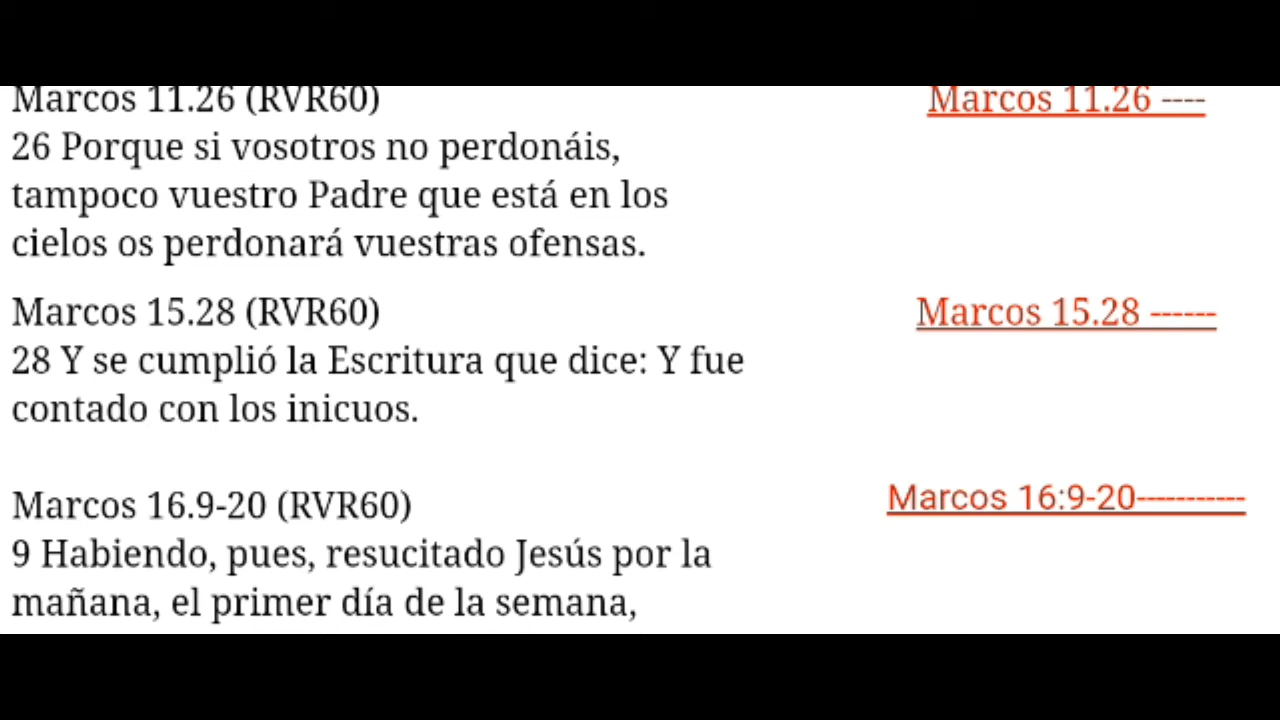 Marcos 11.26 (RVR60)
26 Porque si vosotros no perdonáis,
tampoco vuestro Padre que está en los
cielos os perdonará vuestras ofensas.
Marcos 15.28 (RVR60)
28 Y se cumplió la Escritura que dice: Y fue
contado con los inicuos.
Marcos 16.9-20 (RVR60)
9 Habiendo, pues, resucitado Jesús por la
mañana, el primer día de la semana,
Marcos 11.26 ----
Marcos 15.28 ------
Marcos 16:9-20-----------